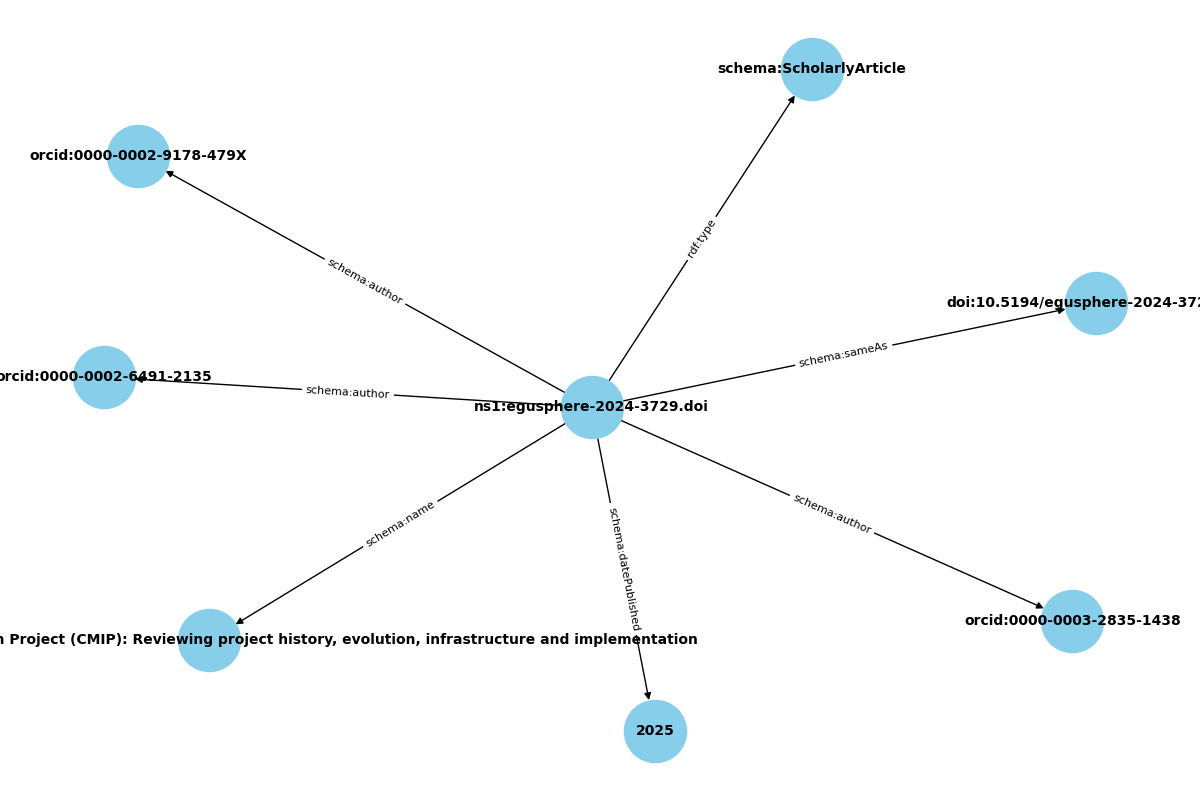 schema:ScholarlyArticle
orcid:0000-0002-9178-479X
rdf:type
schema:author
doi:10.5194/egusphere-2024-372
schema:sameAs
orcid:0000-0002-6491-2135
schema:author
ns1:egusphere-2024-3729.doi
schema:name
schema:author
schema:datePublished
orcid:0000-0003-2835-1438
Project (CMIP): Reviewing project history, evolution, infrastructure and implementation
2025